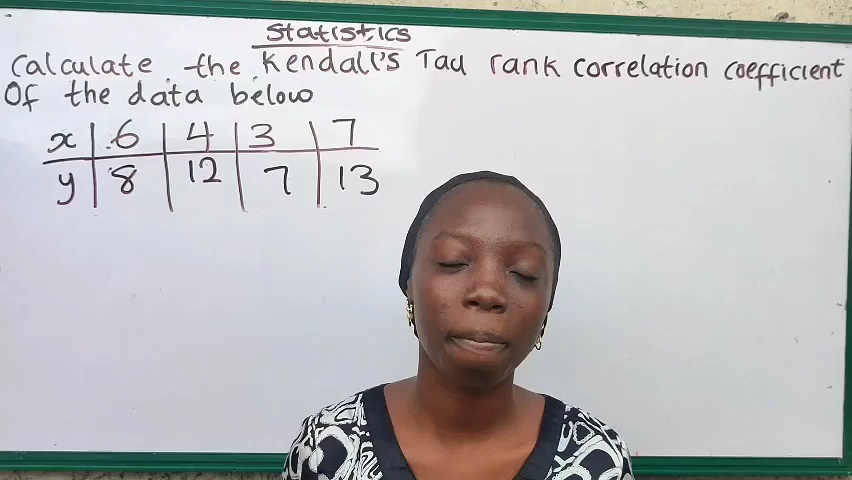 Statistics
Calculate the Kendall's Tau rank correlation coefficient
Of the data below
x 6 4 3 7
y 8 12 7 13